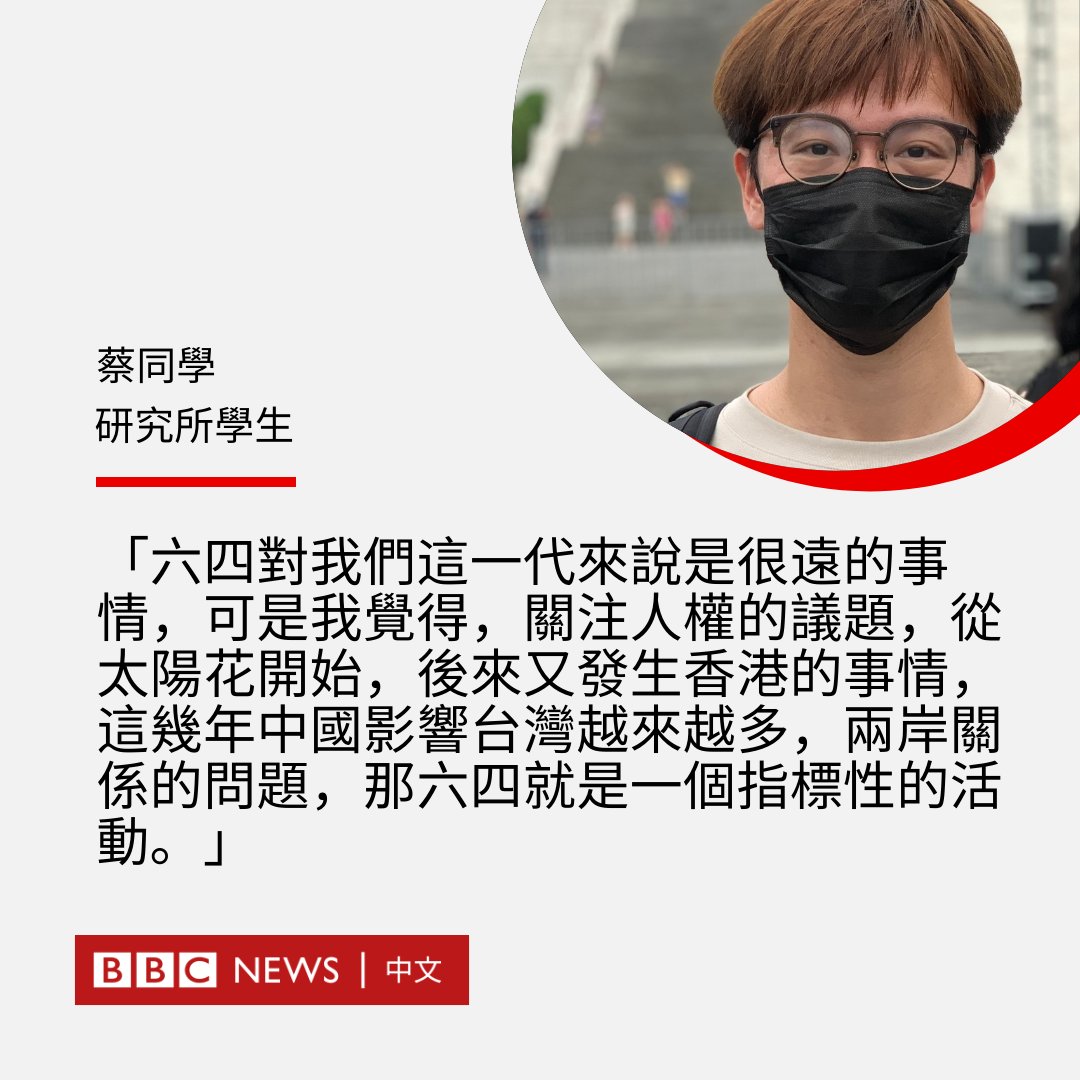 蔡同學
研究所學生
「六四對我們這一代來說是很遠的事
情，可是我覺得，關注人權的議題，從
太陽花開始，後來又發生香港的事情，
這幾年中國影響台灣越來越多，兩岸關
係的問題，那六四就是一個指標性的活
動。」
BBC NEWS | 中文